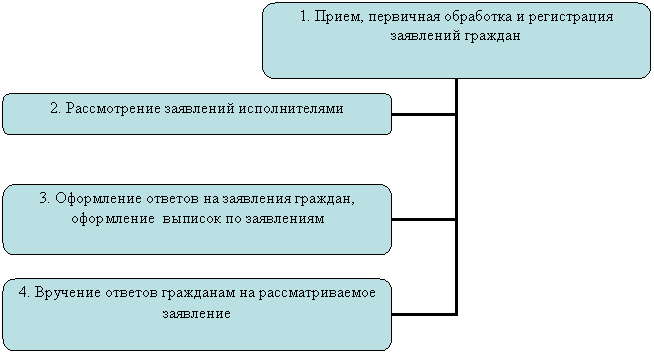 1. Прием, первичная обработка и регистрация
заявлений граждан
2. Рассмотрение заявлений исполнителями
3. Оформление ответов на заявления граждан,
оформление выписок по заявлениям
4. Вручение ответов гражданам на рассматриваемое
заявление